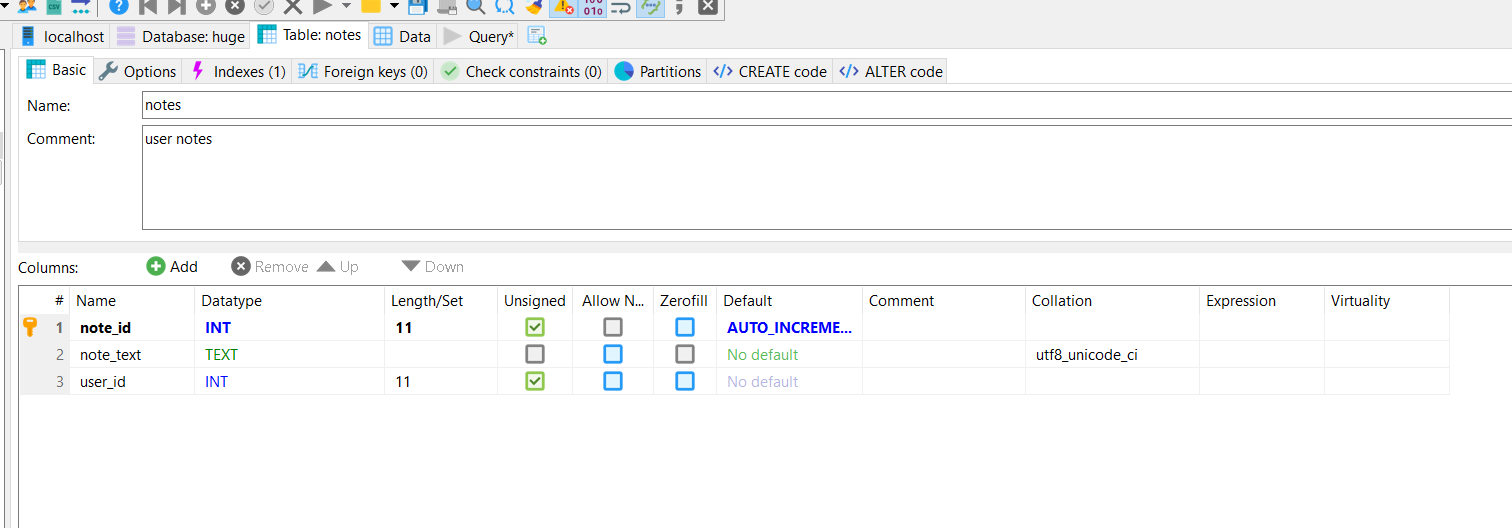 localhost Database: huge Table: notes Data Query*
Basic Options Indexes (1) Foreign keys (0) Check constraints (0) Partitions </> CREATE code </> ALTER code
Name: notes
Comment: user notes
Columns: Add Remove Up Down
# Name Datatype Length/Set Unsigned Allow N... Zerofill Default Comment Collation Expression Virtuality
1 note_id INT 11 AUTO_INCREME...
2 note_text TEXT No default utf8_unicode_ci
3 user_id INT 11 No default